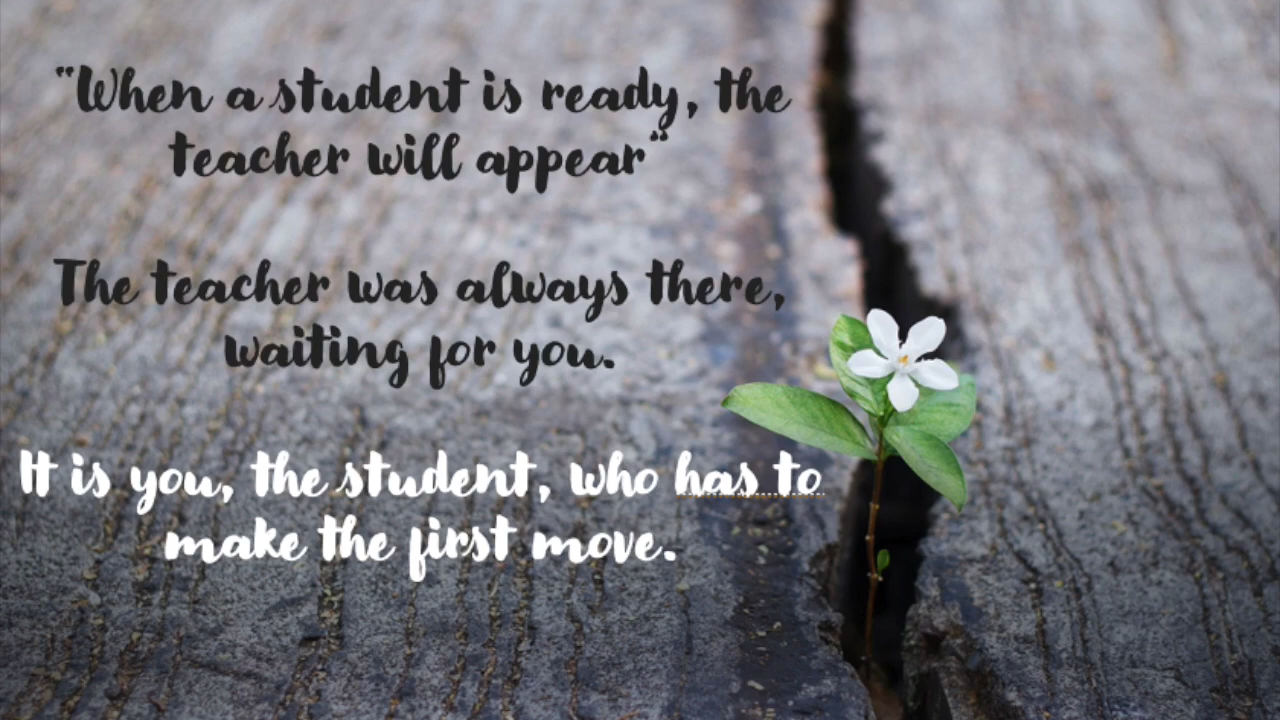 “When a student is ready, the
teacher will appear”
The teacher was always there,
waiting for you.
It is you, the student, who has to
make the first move.